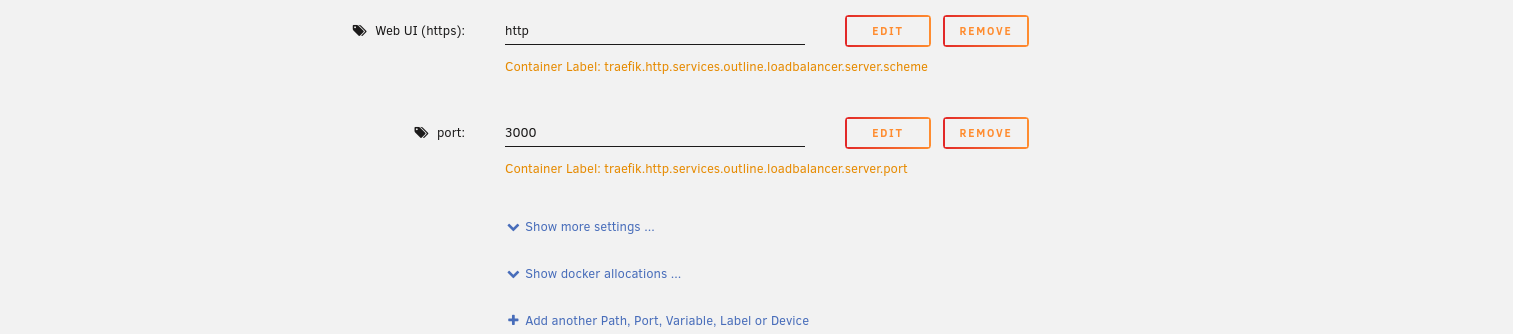 Web UI (https): http EDIT REMOVE
Container Label: traefik.http.services.outline.loadbalancer.server.scheme
port: 3000 EDIT REMOVE
Container Label: traefik.http.services.outline.loadbalancer.server.port
Show more settings ...
Show docker allocations ...
Add another Path, Port, Variable, Label or Device